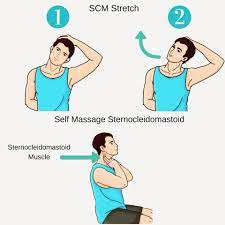 SCM Stretch
1
2
Self Massage Sternocleidomastoid
Sternocleidomastoid
Muscle